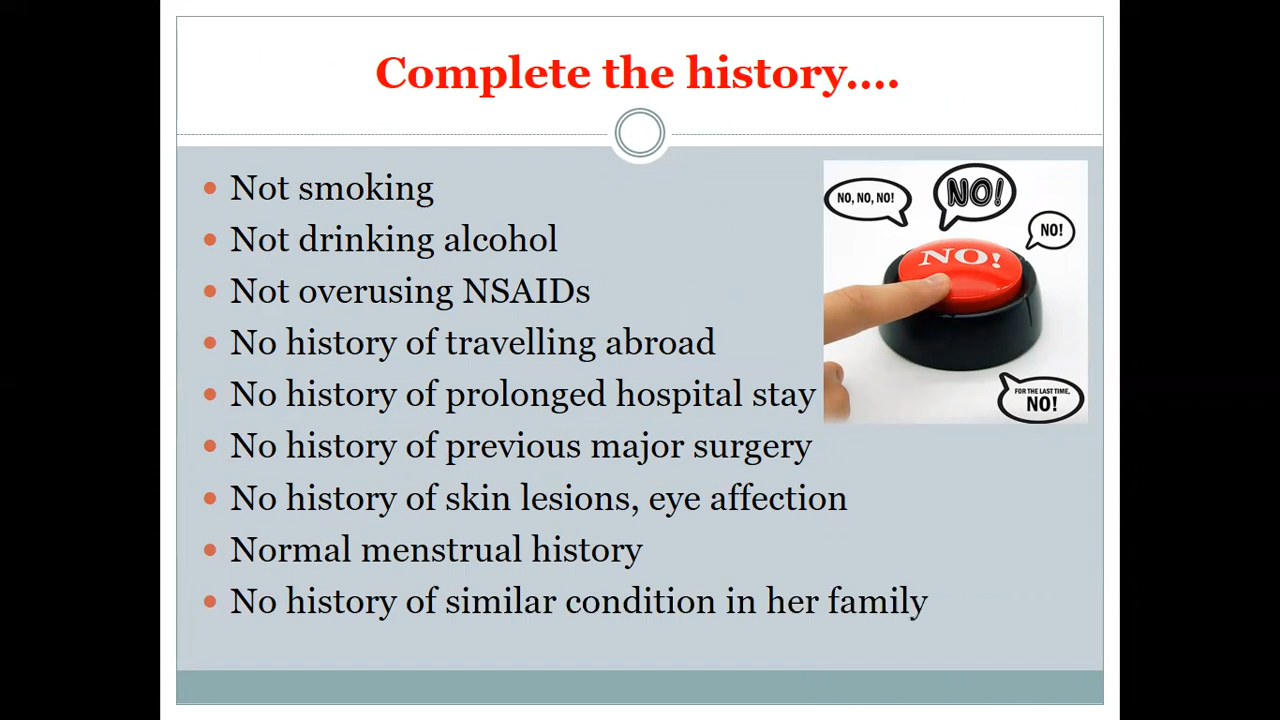 Complete the history....
Not smoking
Not drinking alcohol
Not overusing NSAIDs
No history of travelling abroad
No history of prolonged hospital stay
No history of previous major surgery
No history of skin lesions, eye affection
Normal menstrual history
No history of similar condition in her family
NO, NO, NO!
NO!
NO!
NO!
FOR THE LAST TIME,
NO!